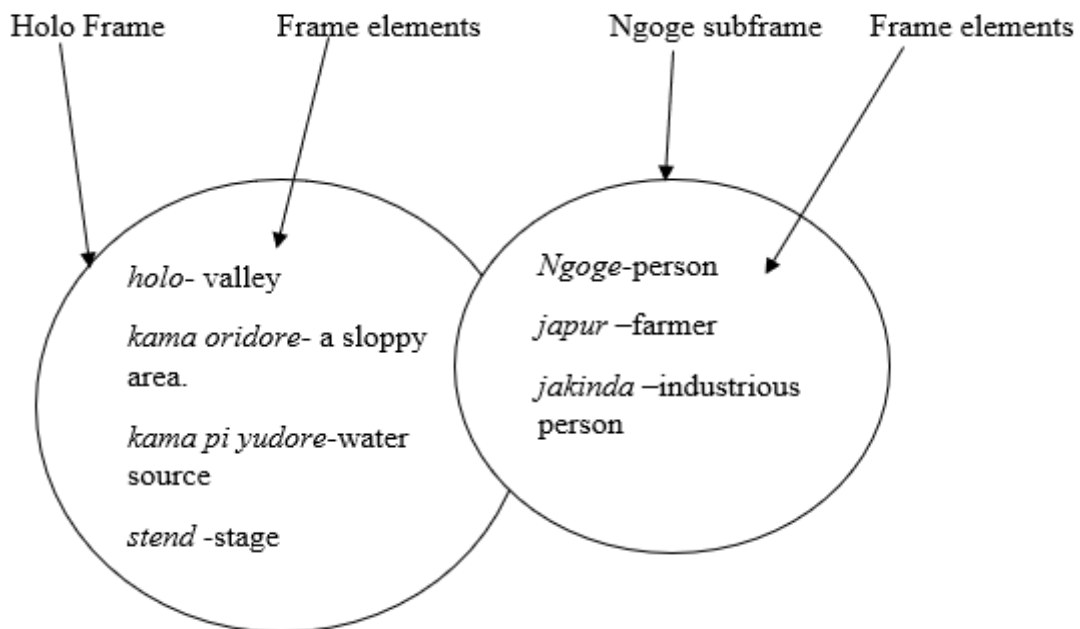 Holo Frame Frame elements Ngoge subframe Frame elements
holo- valley
kama oridore- a sloppy
area.
kama pi yudore-water
source
stend -stage
Ngoge-person
japur –farmer
jakinda –industrious
person